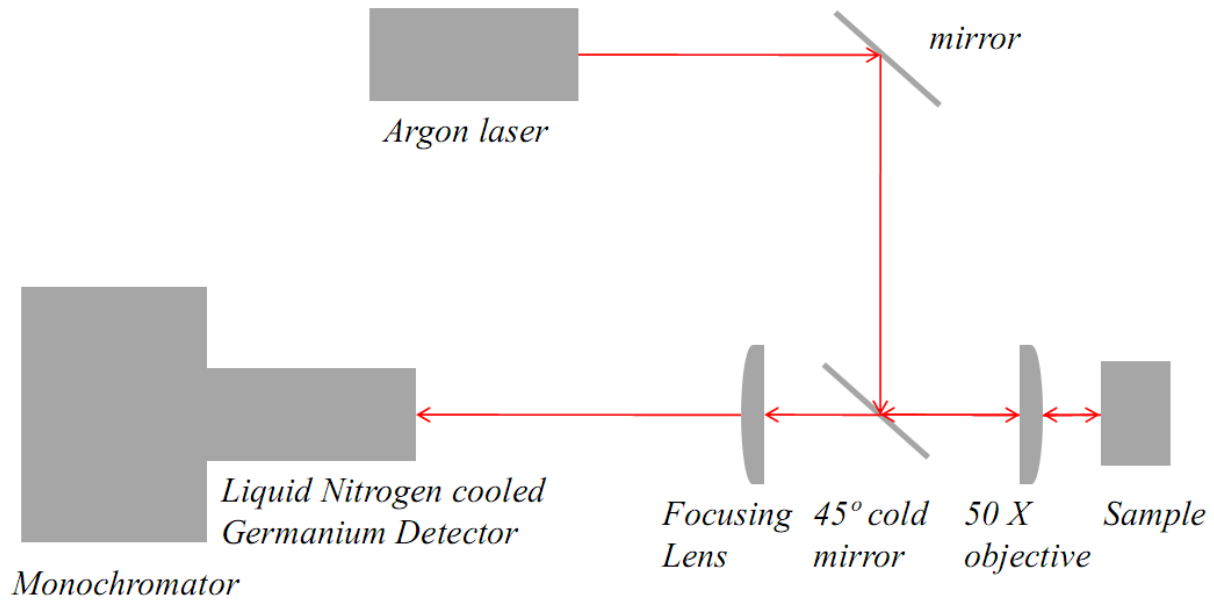 mirror
Argon laser
Liquid Nitrogen cooled
Germanium Detector
Monochromator
Focusing
Lens
45º cold
mirror
50 X
objective
Sample